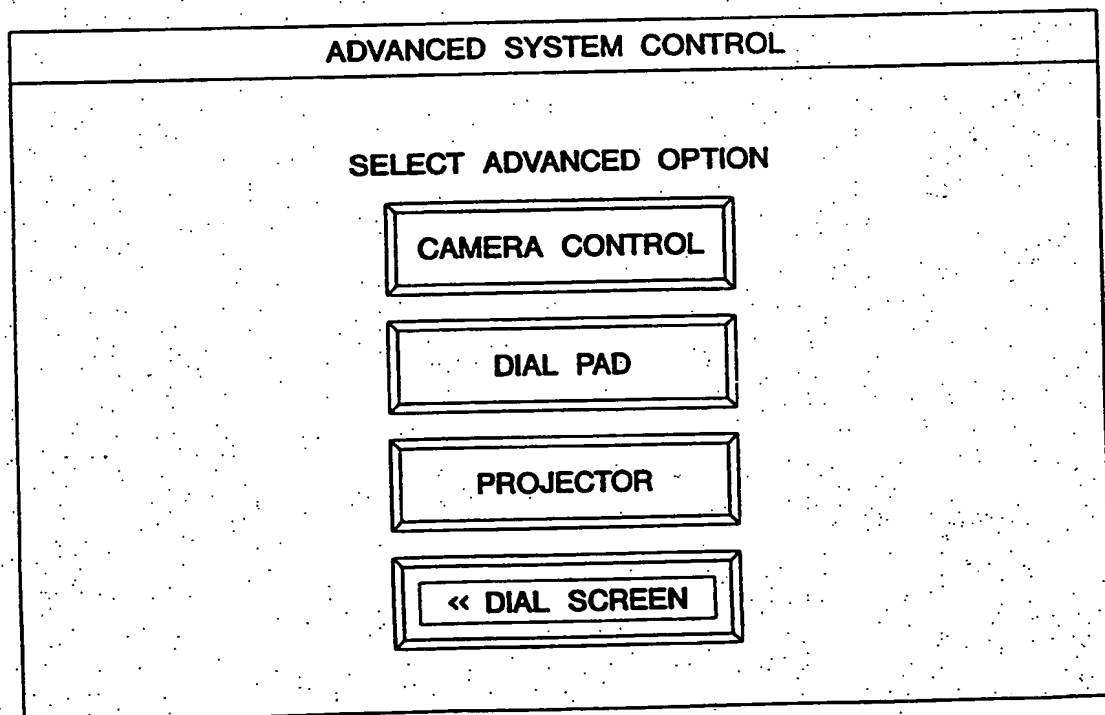 ADVANCED SYSTEM CONTROL
SELECT ADVANCED OPTION
CAMERA CONTROL
DIAL PAD
PROJECTOR
« DIAL SCREEN